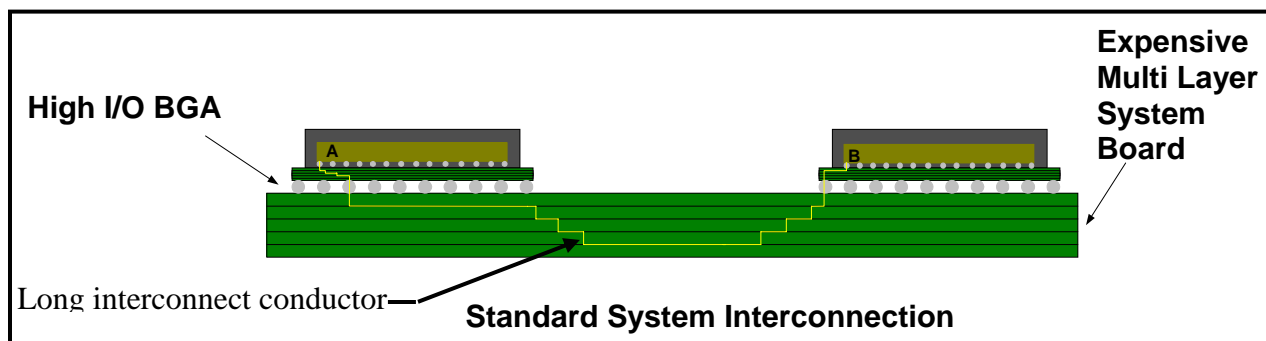 Expensive
Multi Layer
System
Board
High I/O BGA
A
B
Long interconnect conductor
Standard System Interconnection